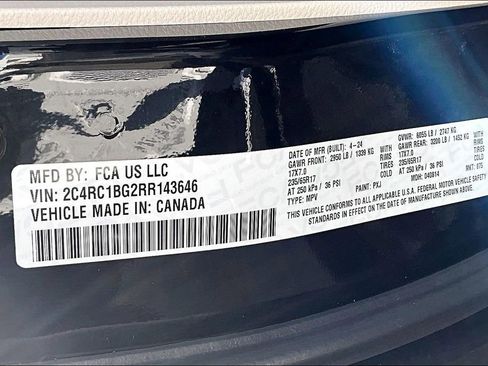 MFD BY: FCA US LLC
VIN: 2C4RC1BG2RR143646
VEHICLE MADE IN: CANADA
DATE OF MFR (BUILT): 4-24
GAWR FRONT: 2950 LB / 1339 KG
17X7.0 RIMS
235/65R17 TIRES
AT 250 kPa / 36 PSI COLD
TYPE: MPV
PAINT: PXJ
MDH: 040814
GVWR: 6055 LB / 2747 KG
GAWR REAR: 3200 LB / 1452 KG
17X7.0 RIMS
235/65R17 TIRES
AT 250 kPa / 36 PSI COLD
THIS VEHICLE CONFORMS TO ALL APPLICABLE U.S.A. FEDERAL MOTOR VEHICLE SAFETY
IN EFFECT ON THE DATE OF MANUFACTURE SHOWN ABOVE.